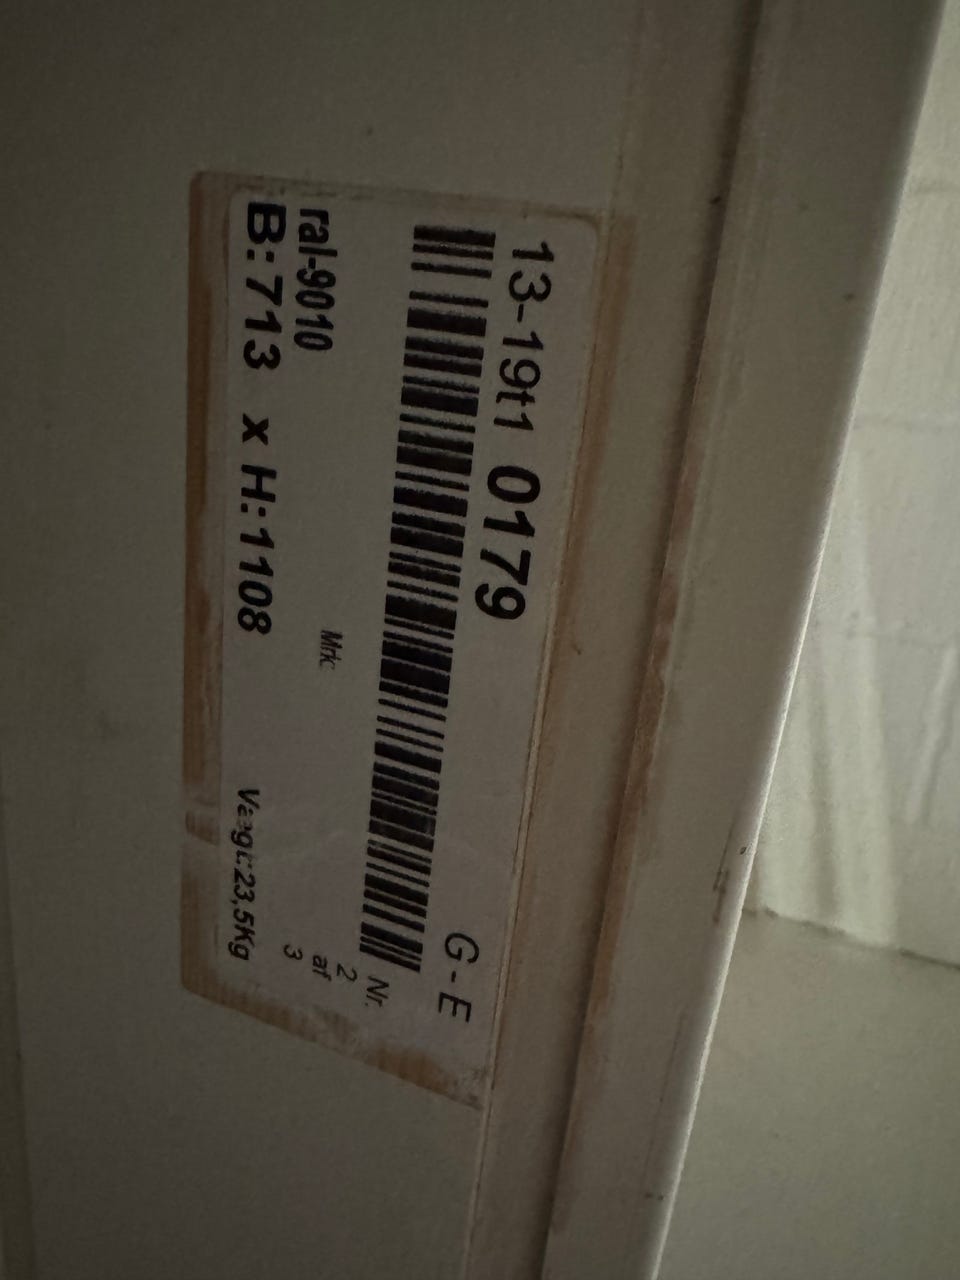 13-19t1 0179 G-E
Nr.
2
af
3
Mrk:
ral-9010
B:713 x H:1108 Vægt:23,5Kg